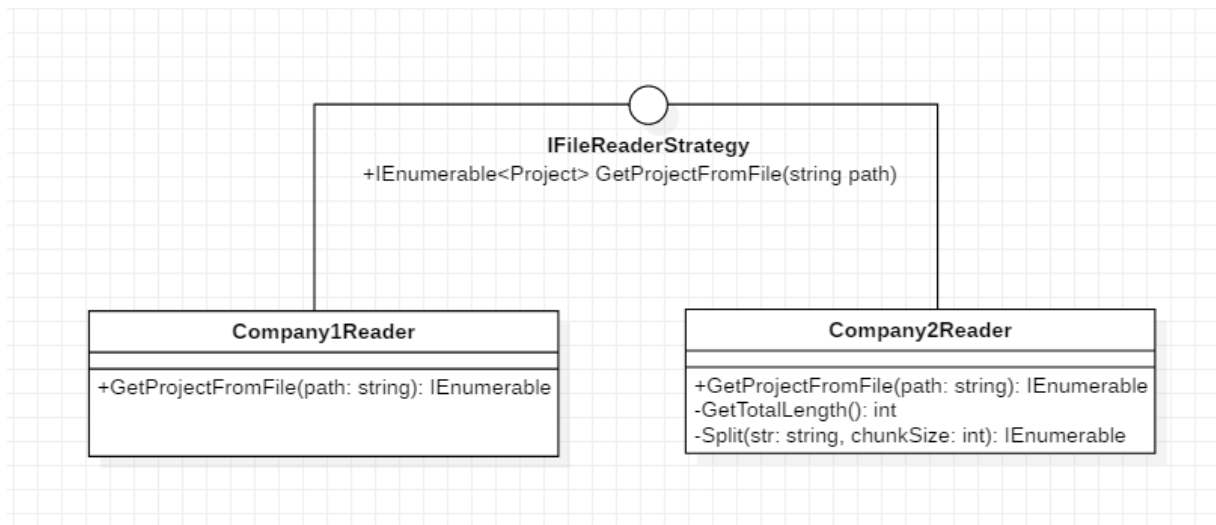 IFileReaderStrategy
+IEnumerable<Project> GetProjectFromFile(string path)
Company1Reader
+GetProjectFromFile(path: string): IEnumerable
Company2Reader
+GetProjectFromFile(path: string): IEnumerable
-GetTotalLength(): int
-Split(str: string, chunkSize: int): IEnumerable